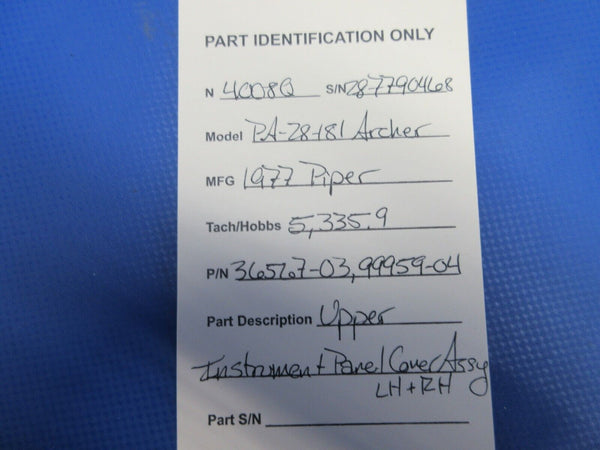 PART IDENTIFICATION ONLY
N 4008Q S/N 28-7790468
Model PA-28-181 Archer
MFG 1977 Piper
Tach/Hobbs 5,335.9
P/N 36567-03, 99959-04
Part Description Upper
Instrument Panel Cover Assy
LH + RH
Part S/N